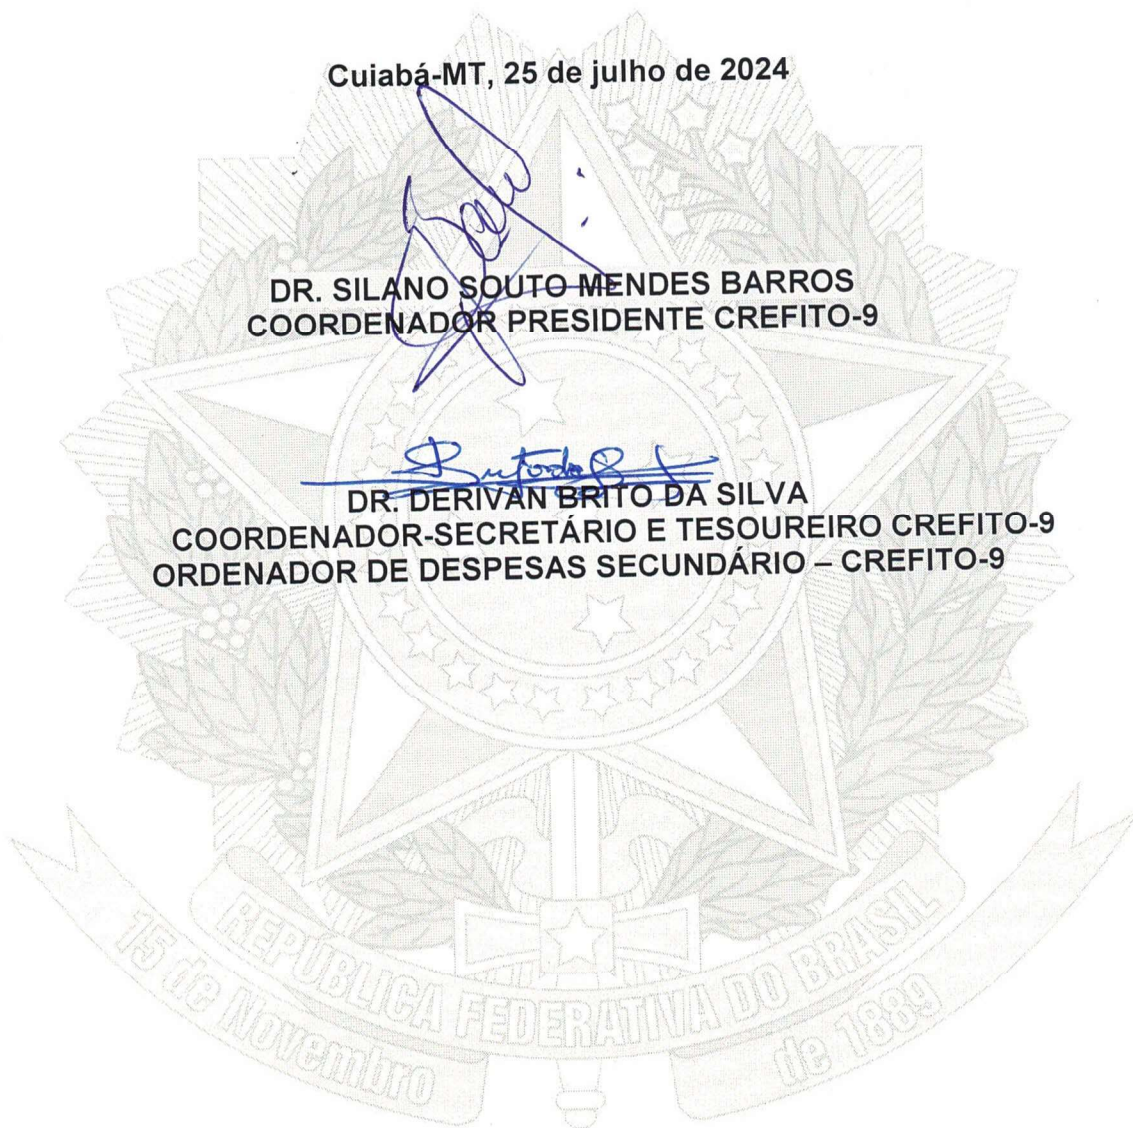 Cuiabá-MT, 25 de julho de 2024
DR. SILANO SOUTO MENDES BARROS
COORDENADOR PRESIDENTE CREFITO-9
DR. DERIVAN BRITO DA SILVA
COORDENADOR-SECRETÁRIO E TESOUREIRO CREFITO-9
ORDENADOR DE DESPESAS SECUNDÁRIO – CREFITO-9
REPÚBLICA FEDERATIVA DO BRASIL
15 de Novembro
de 1889